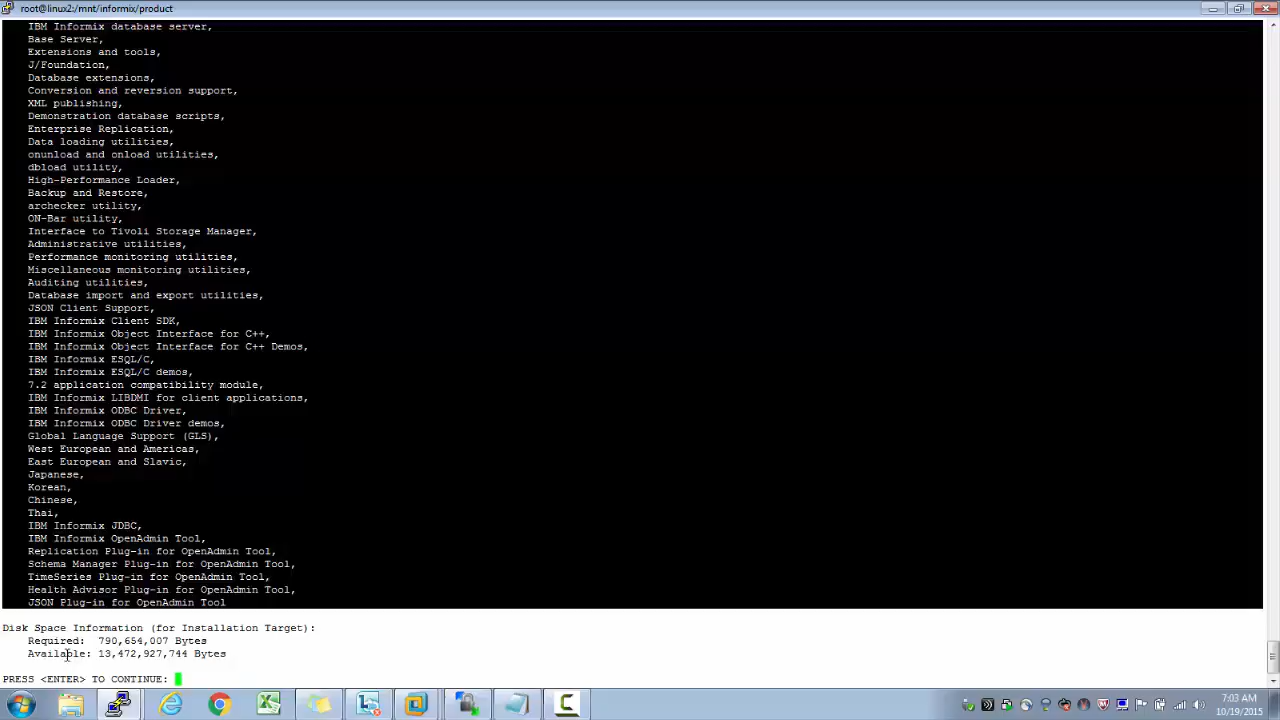 root@linux2:/mnt/informix/product
IBM Informix database server,
Base Server,
Extensions and tools,
J/Foundation,
Database extensions,
Conversion and reversion support,
XML publishing,
Demonstration database scripts,
Enterprise Replication,
Data loading utilities,
onunload and onload utilities,
dbload utility,
High-Performance Loader,
Backup and Restore,
archecker utility,
ON-Bar utility,
Interface to Tivoli Storage Manager,
Administrative utilities,
Performance monitoring utilities,
Miscellaneous monitoring utilities,
Auditing utilities,
Database import and export utilities,
JSON Client Support,
IBM Informix Client SDK,
IBM Informix Object Interface for C++,
IBM Informix Object Interface for C++ Demos,
IBM Informix ESQL/C,
IBM Informix ESQL/C demos,
7.2 application compatibility module,
IBM Informix LIBDMI for client applications,
IBM Informix ODBC Driver,
IBM Informix ODBC Driver demos,
Global Language Support (GLS),
West European and Americas,
East European and Slavic,
Japanese,
Korean,
Chinese,
Thai,
IBM Informix JDBC,
IBM Informix OpenAdmin Tool,
Replication Plug-in for OpenAdmin Tool,
Schema Manager Plug-in for OpenAdmin Tool,
TimeSeries Plug-in for OpenAdmin Tool,
Health Advisor Plug-in for OpenAdmin Tool,
JSON Plug-in for OpenAdmin Tool
Disk Space Information (for Installation Target):
Required: 790,654,007 Bytes
Available: 13,472,927,744 Bytes
PRESS <ENTER> TO CONTINUE:
7:03 AM
10/19/2015